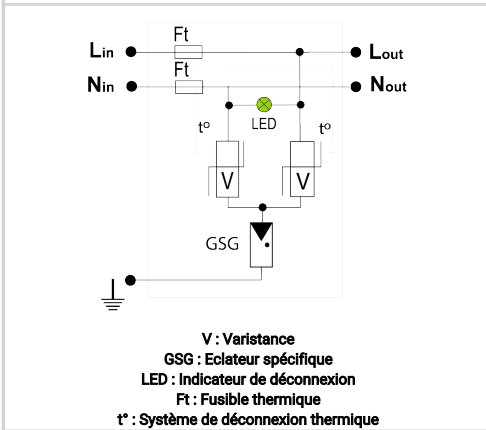 Ft
Lin Lout
Ft
Nin Nout
t° LED t°
V V
GSG
V : Varistance
GSG : Eclateur spécifique
LED : Indicateur de déconnexion
Ft : Fusible thermique
t° : Système de déconnexion thermique